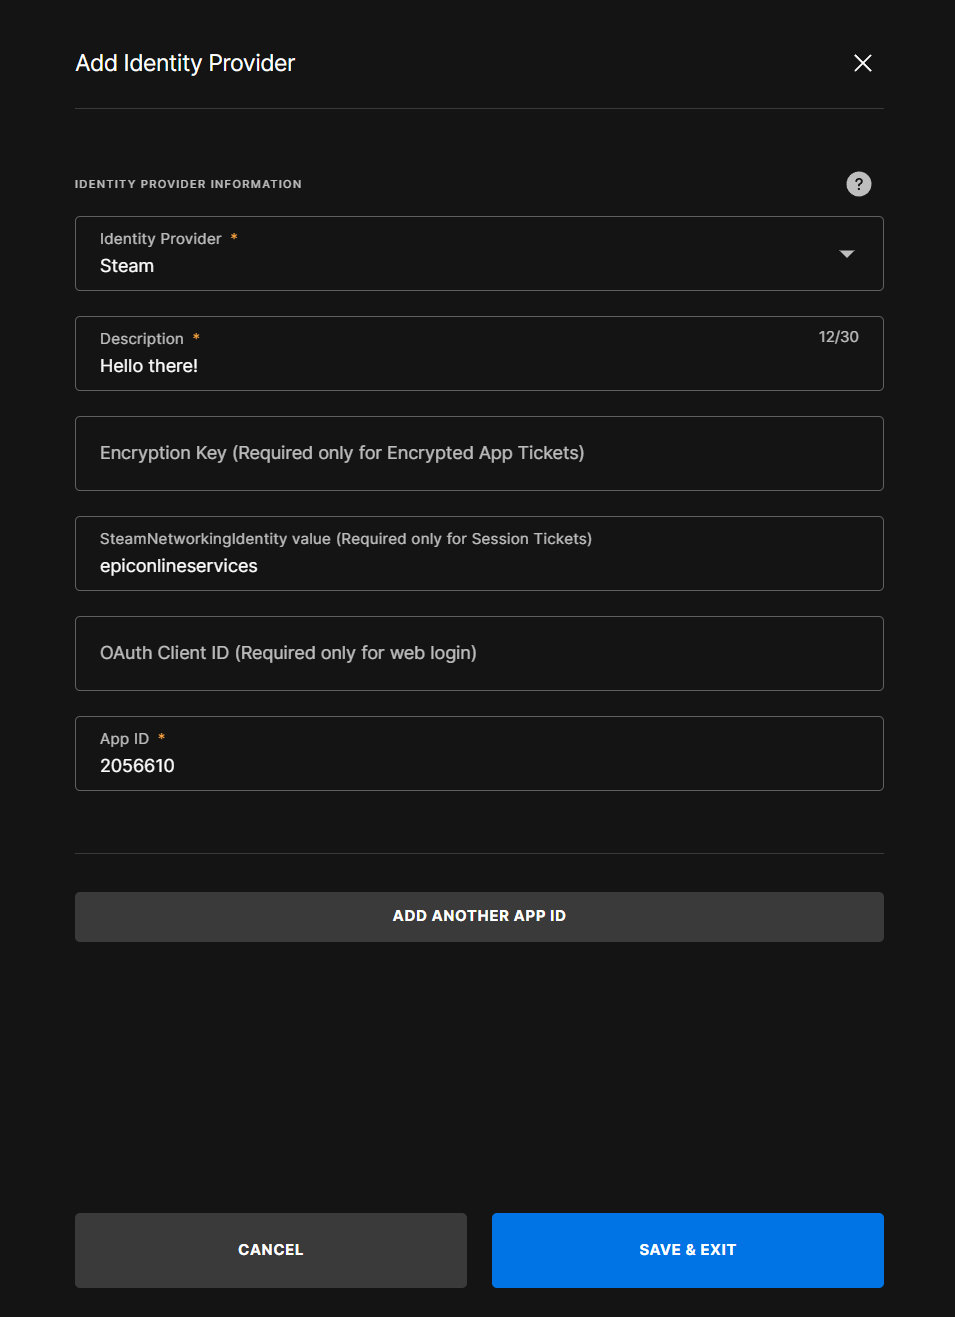 Add Identity Provider
IDENTITY PROVIDER INFORMATION
?
Identity Provider *
Steam
Description *
12/30
Hello there!
Encryption Key (Required only for Encrypted App Tickets)
SteamNetworkingIdentity value (Required only for Session Tickets)
epiconlineservices
OAuth Client ID (Required only for web login)
App ID *
2056610
ADD ANOTHER APP ID
CANCEL
SAVE & EXIT